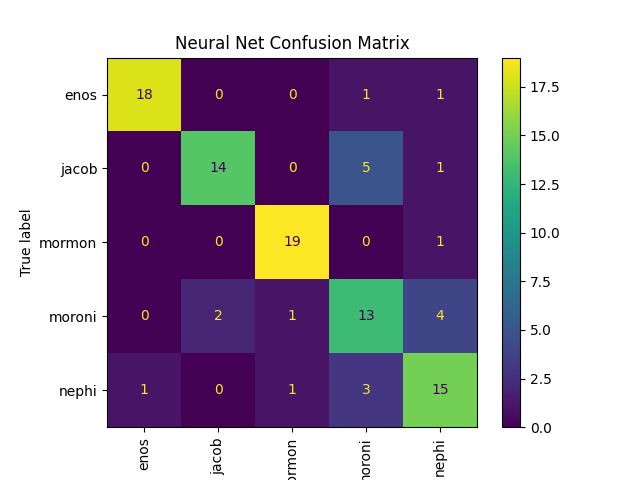 Neural Net Confusion Matrix
True label
enos 18 0 0 1 1
jacob 0 14 0 5 1
mormon 0 0 19 0 1
moroni 0 2 1 13 4
nephi 1 0 1 3 15
enos jacob ormon noroni nephi
17.5
15.0
12.5
10.0
7.5
5.0
2.5
0.0